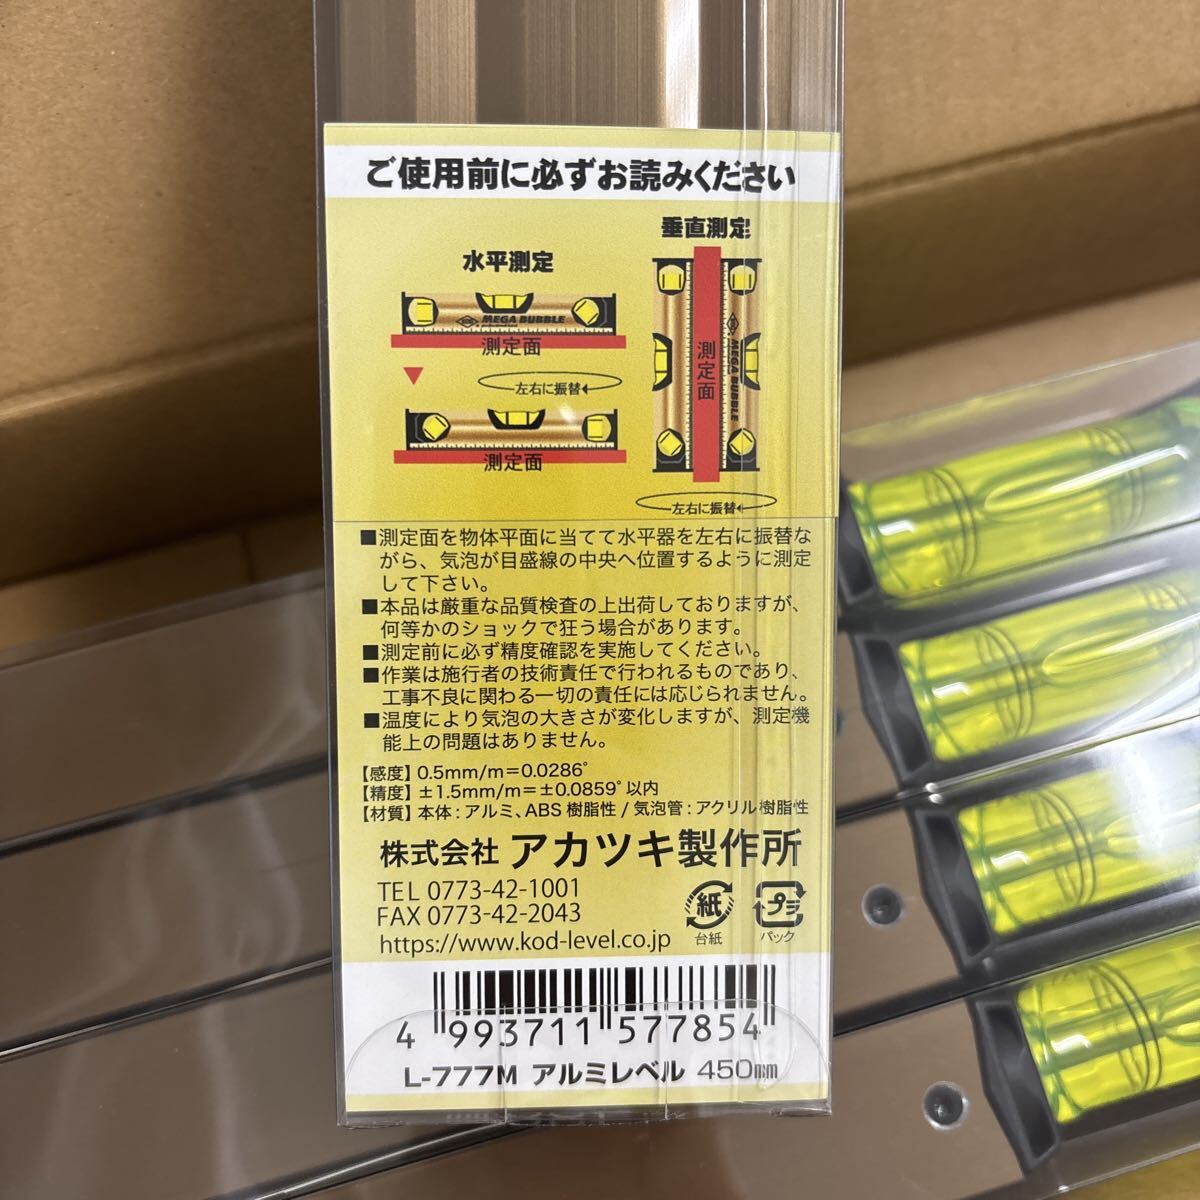 ご使用前に必ずお読みください
水平測定
MEGA BUBBLE
測定面
左右に振替
測定面
垂直測定
測定面
MEGA BUBBLE
左右に振替
■測定面を物体平面に当てて水平器を左右に振替な
がら、気泡が目盛線の中央へ位置するように測定
して下さい。
■本品は厳重な品質検査の上出荷しておりますが、
何等かのショックで狂う場合があります。
■測定前に必ず精度確認を実施してください。
■作業は施行者の技術責任で行われるものであり、
工事不良に関わる一切の責任には応じられません。
■温度により気泡の大きさが変化しますが、測定機
能上の問題はありません。
【感度】0.5mm/m=0.0286°
【精度】±1.5mm/m=±0.0859°以内
【材質】本体:アルミ、ABS樹脂性/気泡管:アクリル樹脂性
株式会社 アカツキ製作所
TEL 0773-42-1001
FAX 0773-42-2043
https://www.kod-level.co.jp
紙
台紙
プラ
パック
4 993711 577854
L-777M アルミレベル 450mm